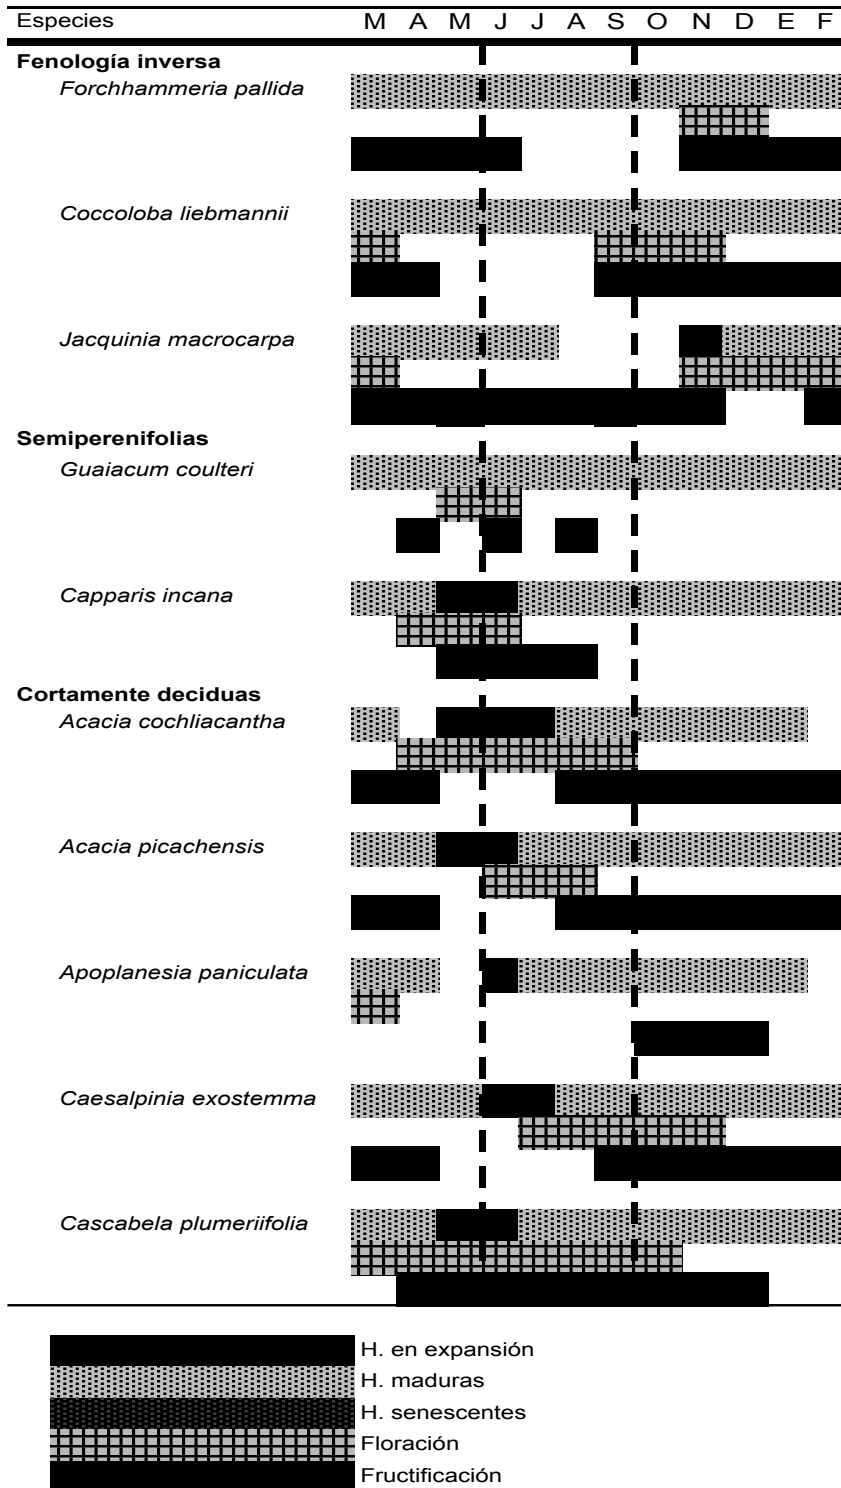 Especies M A M J J A S O N D E F
Fenología inversa
Forchhammeria pallida
Coccoloba liebmannii
Jacquinia macrocarpa
Semiperenifolias
Guaiacum coulteri
Capparis incana
Cortamente deciduas
Acacia cochliacantha
Acacia picachensis
Apoplanesia paniculata
Caesalpinia exostemma
Cascabela plumeriifolia
H. en expansión
H. maduras
H. senescentes
Floración
Fructificación